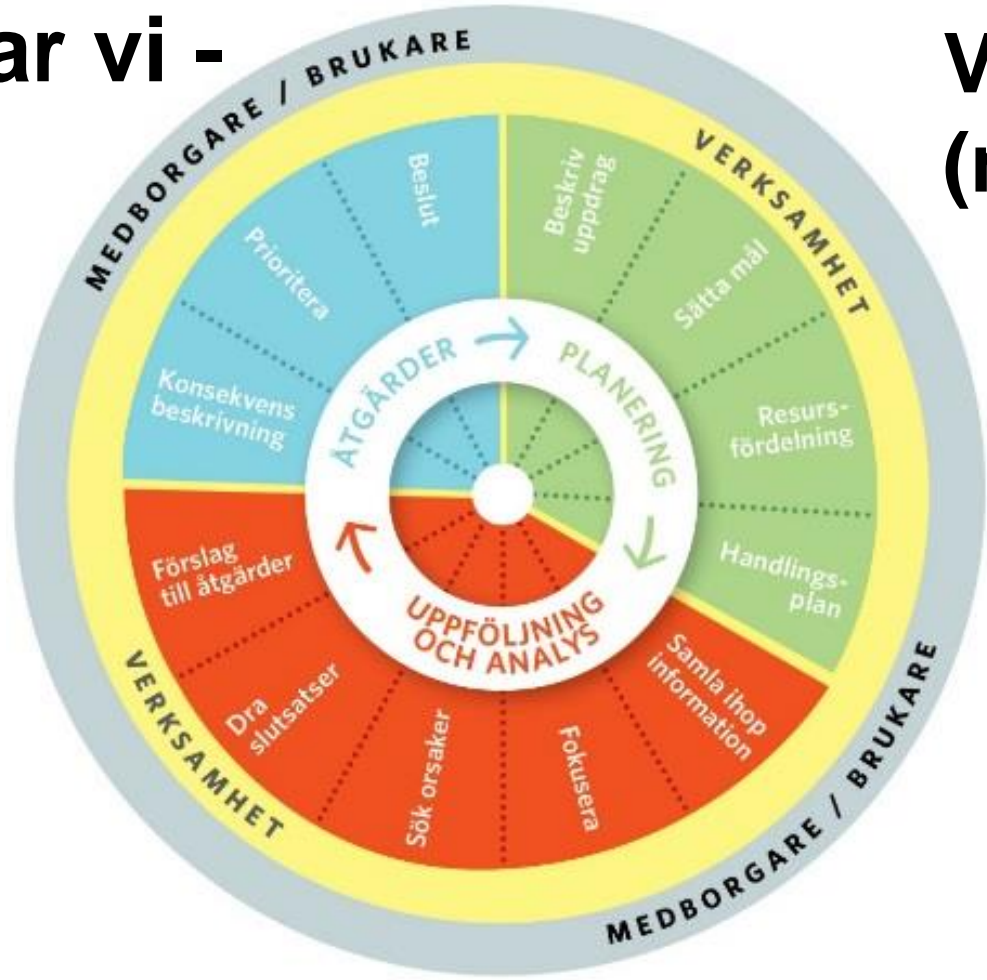 ar vi -
V
(r
MEDBORGARE / BRUKARE
VERKSAMHET
Beskriv
uppdrag
Sätta mål
Resurs-
fördelning
Handlings-
plan
Samla ihop
information
Fokusera
Sök orsaker
Dra
slutsatser
Förslag
till åtgärder
Konsekvens
beskrivning
Prioritera
Beslut
ÅTGÄRDER
PLANERING
UPPFÖLJNING
OCH ANALYS
VERKSAMHET
MEDBORGARE / BRUKARE